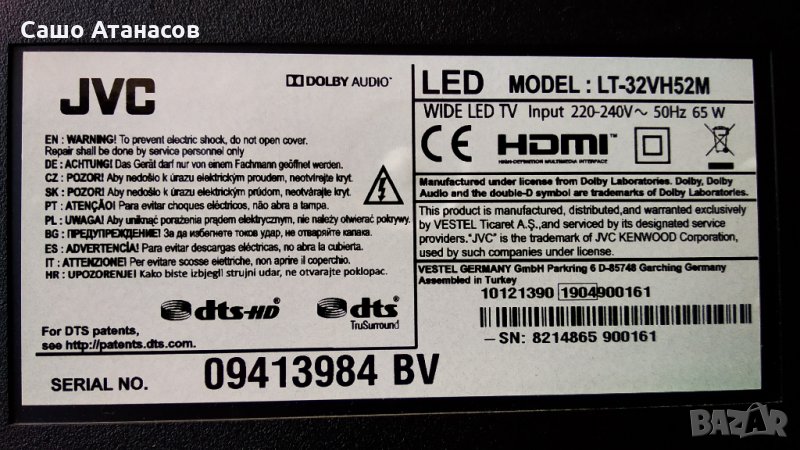 Сашо Атанасов
JVC
DOLBY AUDIO™
EN : WARNING! To prevent electric shock, do not open cover.
Repair shall be done by service personnel only
DE : ACHTUNG! Das Gerät darf nur von einem Fachmann geöffnet werden.
CZ : POZOR! Aby nedošlo k úrazu elektrickým proudem, neotvírejte kryt.
SK : POZOR! Aby nedošlo k úrazu elektrickým prúdom, neotvárajte kryt.
PT : ATENÇÃO! Para evitar choques eléctricos, não abra a tampa.
PL : UWAGA! Aby uniknąć porażenia prądem elektrycznym, nie należy otwierać pokrywy.
BG : ПРЕДУПРЕЖДЕНИЕ! За да избегнете токов удар, не отваряйте капака.
ES : ADVERTENCIA! Para evitar descargas eléctricas, no abra la cubierta.
IT : ATTENZIONE! Per evitare scosse elettriche, non aprire il coperchio.
HR : UPOZORENJE! Kako biste izbjegli strujni udar, ne otvarajte poklopac.
dts-HD
dts
TruSurround
For DTS patents,
see http://patents.dts.com.
SERIAL NO. 09413984 BV
LED MODEL : LT-32VH52M
WIDE LED TV Input 220-240V~ 50Hz 65 W
CE HDMI
HIGH-DEFINITION MULTIMEDIA INTERFACE
Manufactured under license from Dolby Laboratories. Dolby, Dolby
Audio and the double-D symbol are trademarks of Dolby Laboratories.
This product is manufactured, distributed,and warranted exclusively
by VESTEL Ticaret A.Ş.,and serviced by its designated service
providers."JVC" is the trademark of JVC KENWOOD Corporation,
used by such companies under license.
VESTEL GERMANY GmbH Parkring 6 D-85748 Garching Germany
Assembled in Turkey
10121390 1904900161
SN: 8214865 900161
BAZAR